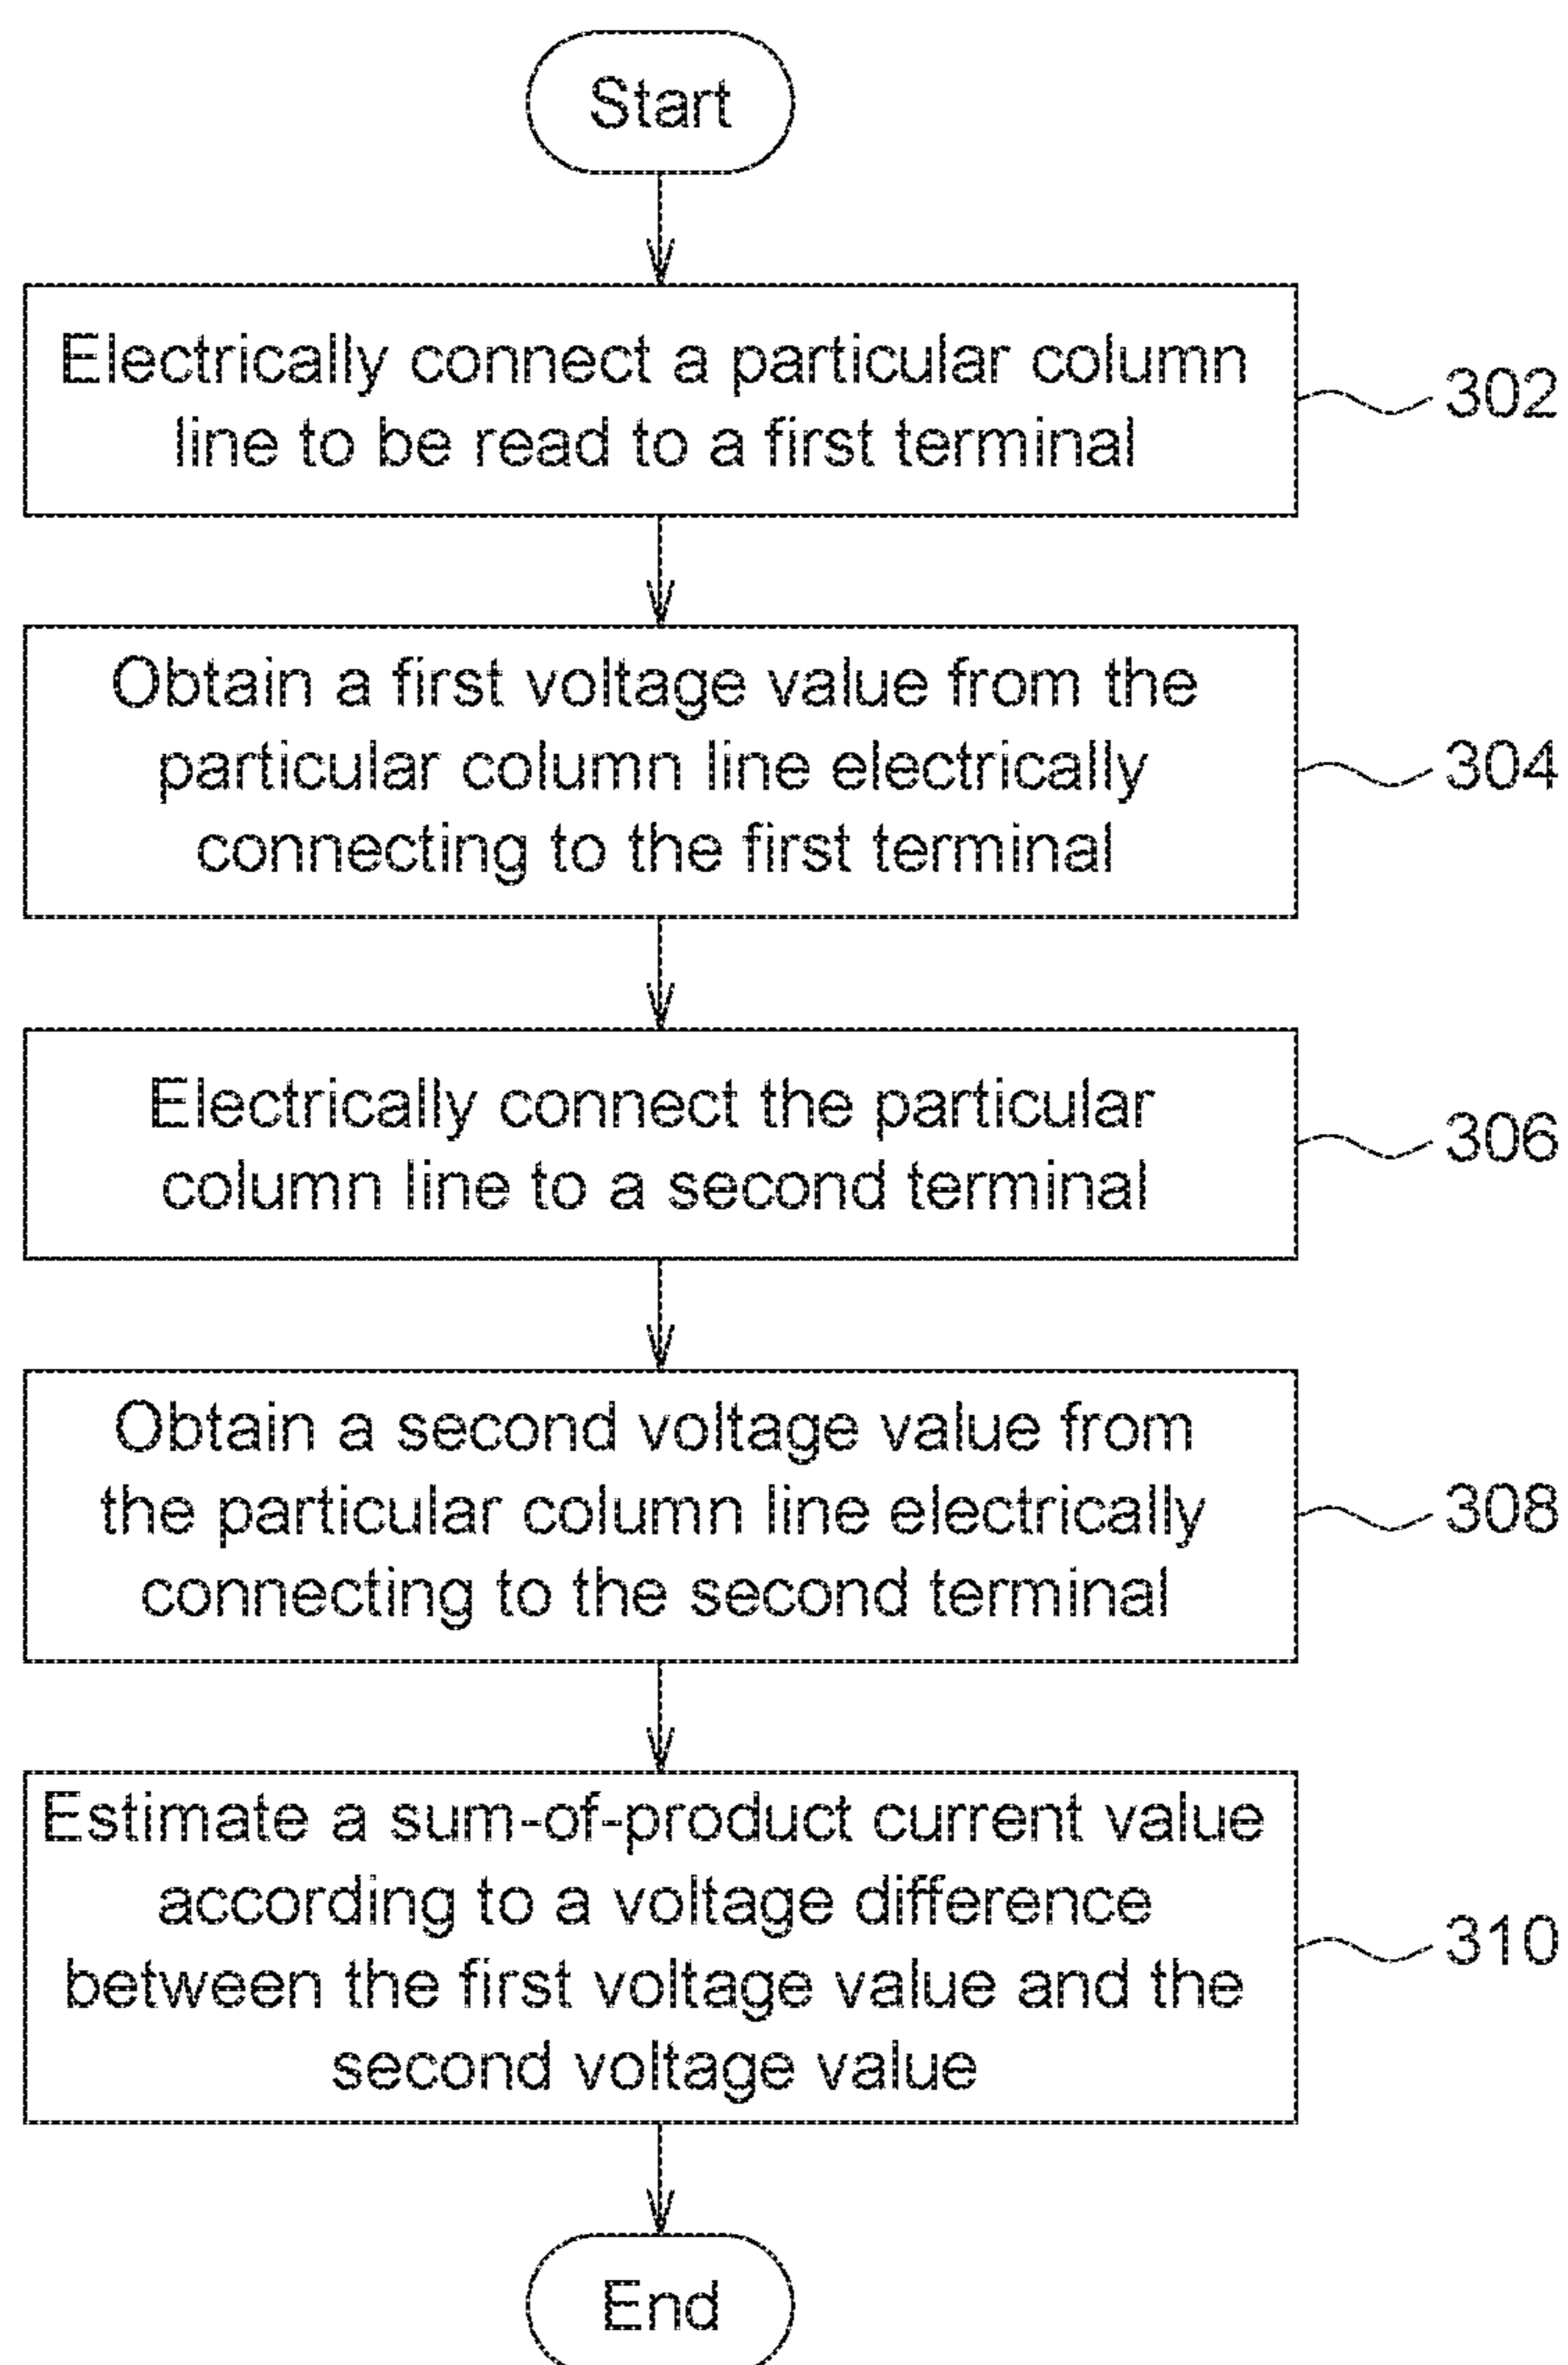 Start
Electrically connect a particular column
line to be read to a first terminal
302
Obtain a first voltage value from the
particular column line electrically
connecting to the first terminal
304
Electrically connect the particular
column line to a second terminal
306
Obtain a second voltage value from
the particular column line electrically
connecting to the second terminal
308
Estimate a sum-of-product current value
according to a voltage difference
between the first voltage value and the
second voltage value
310
End